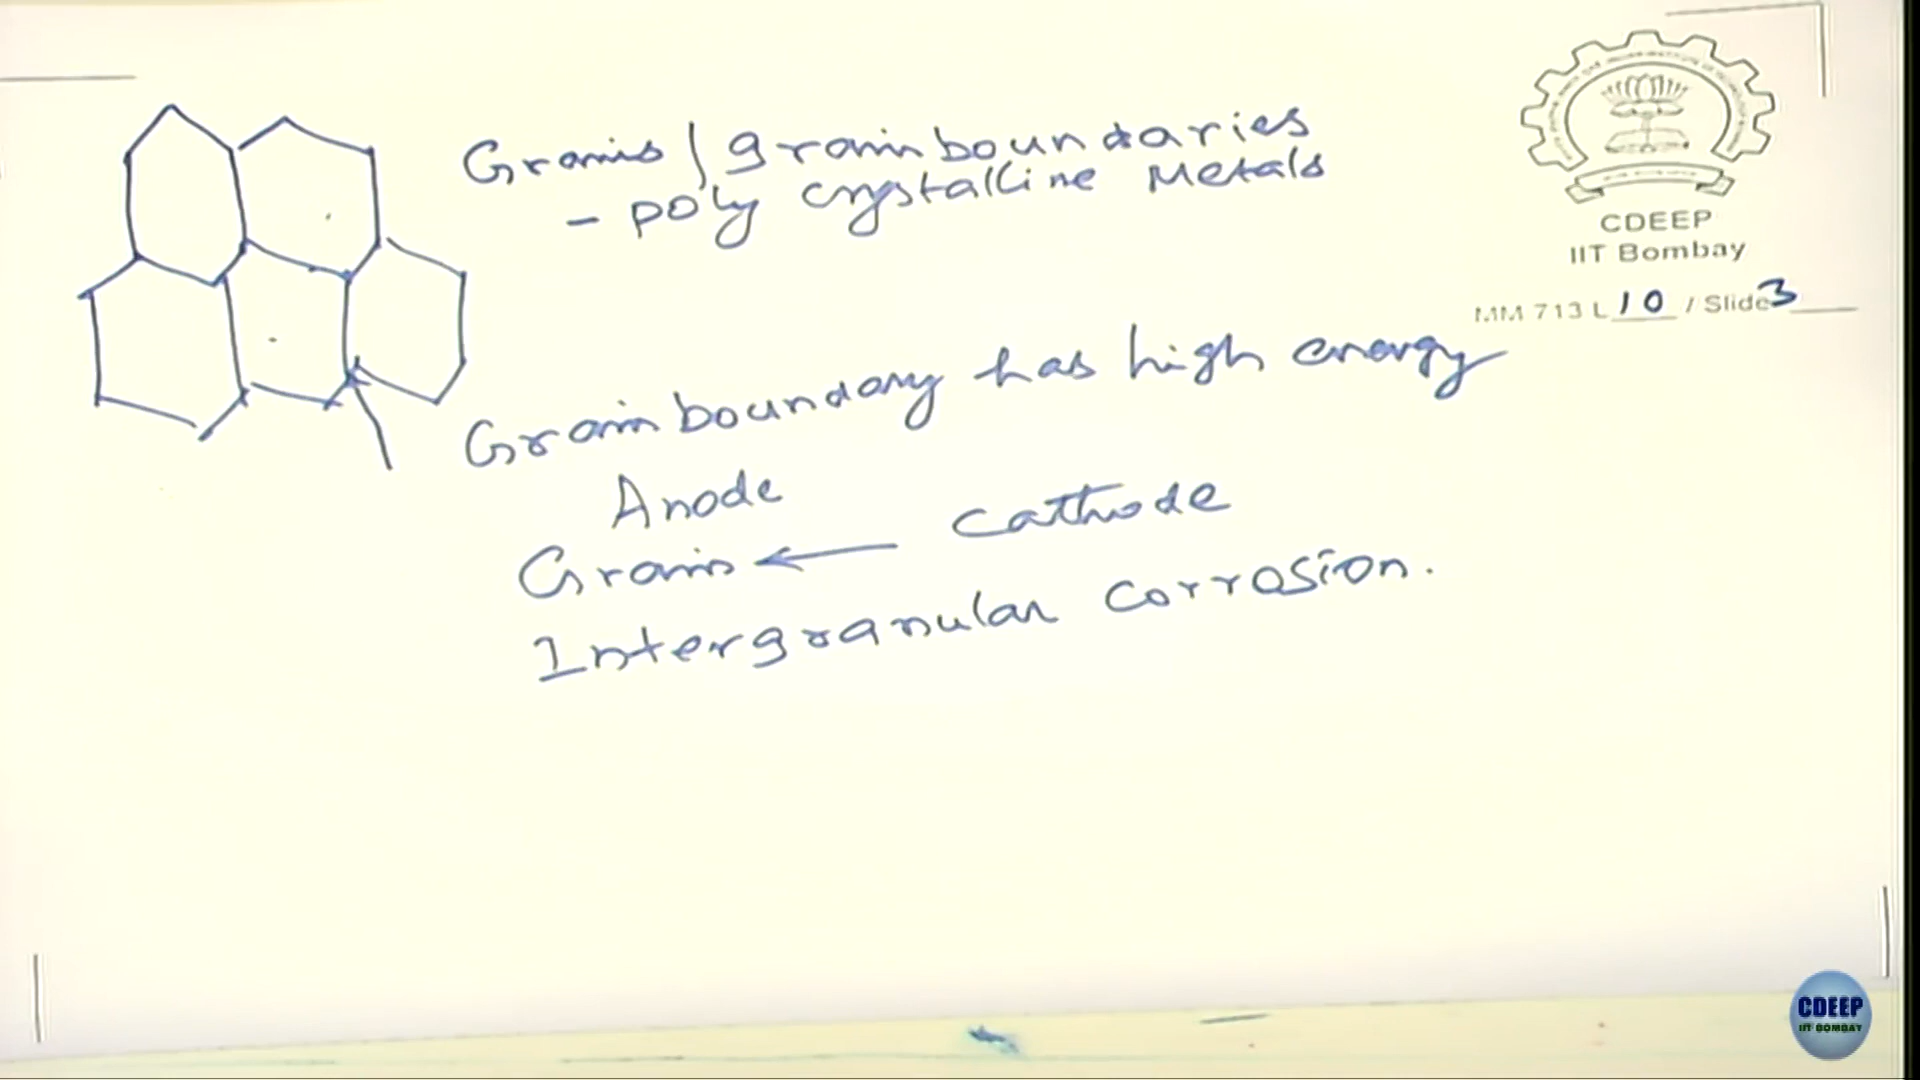 Grains / grain boundaries
- poly crystalline Metals
CDEEP
IIT Bombay
MM 713 L 10 / Slide 3
Grain boundary has high energy
Anode
Grain ← Cathode
Intergranular Corrosion.
CDEEP
IIT BOMBAY